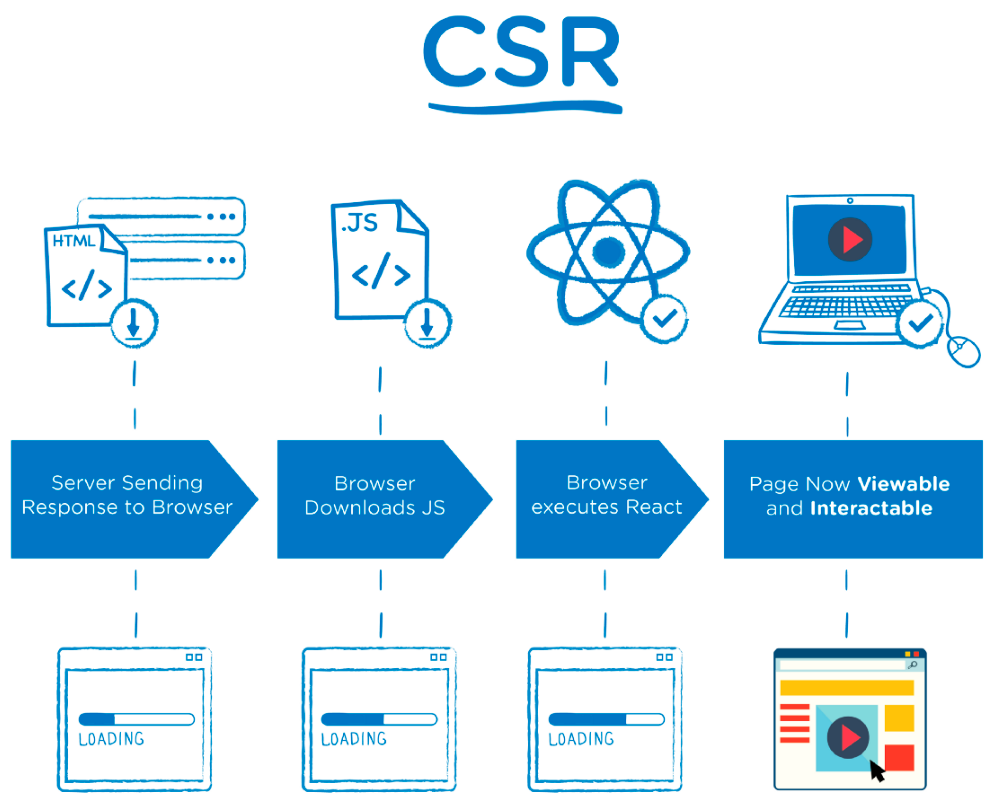 CSR
HTML
</>
.JS
</>
Server Sending
Response to Browser
Browser
Downloads JS
Browser
executes React
Page Now Viewable
and Interactable
LOADING
LOADING
LOADING